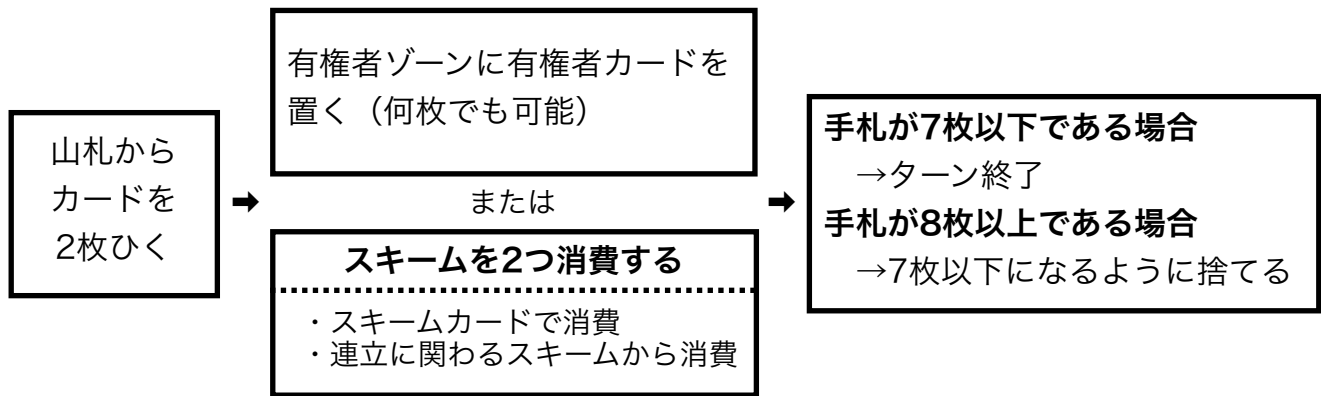 山札から
カードを
2枚ひく
➡
有権者ゾーンに有権者カードを
置く（何枚でも可能）
または
スキームを2つ消費する
・スキームカードで消費
・連立に関わるスキームから消費
➡
手札が7枚以下である場合
→ターン終了
手札が8枚以上である場合
→7枚以下になるように捨てる